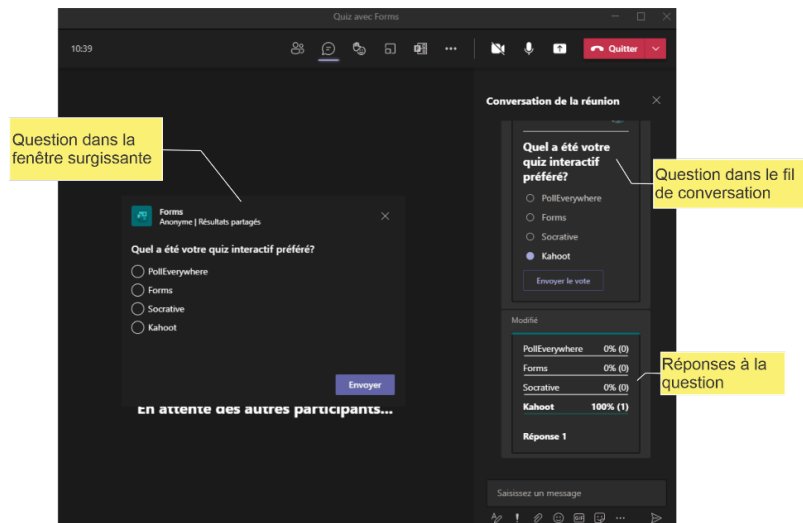 Quiz avec Forms
10:39
Quitter
Question dans la
fenêtre surgissante
Forms
Anonyme | Résultats partagés
Quel a été votre quiz interactif préféré?
PollEverywhere
Forms
Socrative
Kahoot
Envoyer
En attente des autres participants...
Conversation de la réunion
Quel a été votre
quiz interactif
préféré?
PollEverywhere
Forms
Socrative
Kahoot
Envoyer le vote
Question dans le fil
de conversation
Modifié
PollEverywhere 0% (0)
Forms 0% (0)
Socrative 0% (0)
Kahoot 100% (1)
Réponse 1
Réponses à la
question
Saisissez un message
GIF